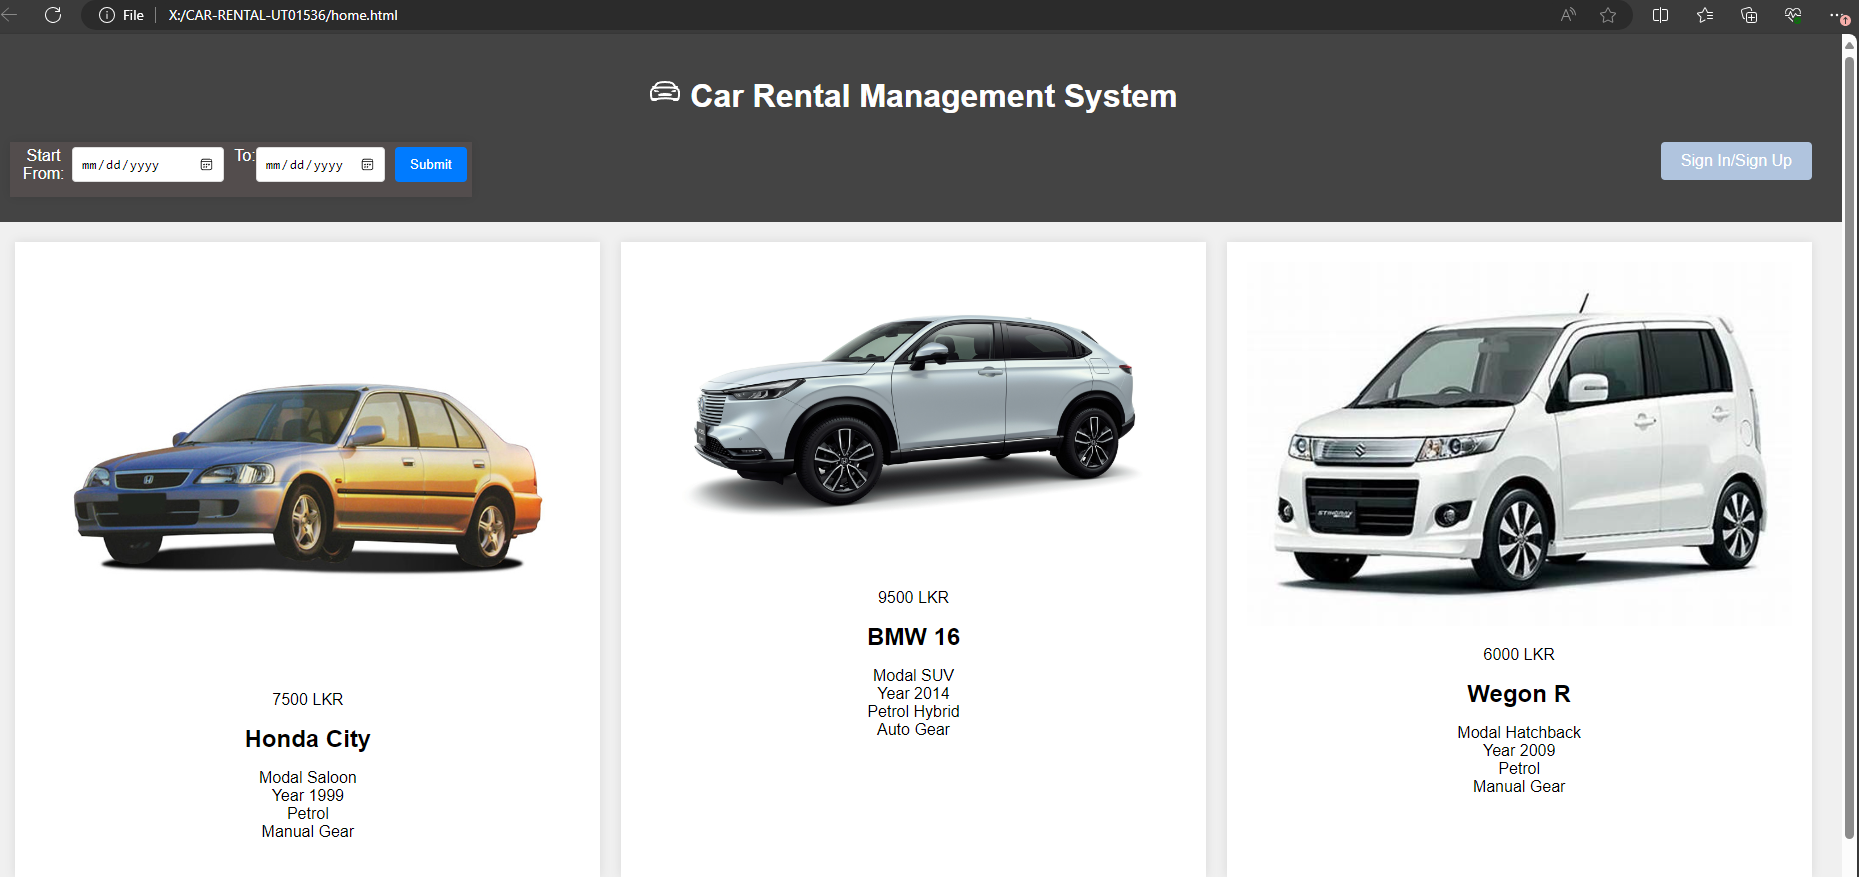 File
X:/CAR-RENTAL-UT01536/home.html
Car Rental Management System
Start From:
mm/dd/yyyy
To:
mm/dd/yyyy
Submit
Sign In/Sign Up
7500 LKR
Honda City
Modal Saloon
Year 1999
Petrol
Manual Gear
9500 LKR
BMW 16
Modal SUV
Year 2014
Petrol Hybrid
Auto Gear
STINGRAY
6000 LKR
Wegon R
Modal Hatchback
Year 2009
Petrol
Manual Gear